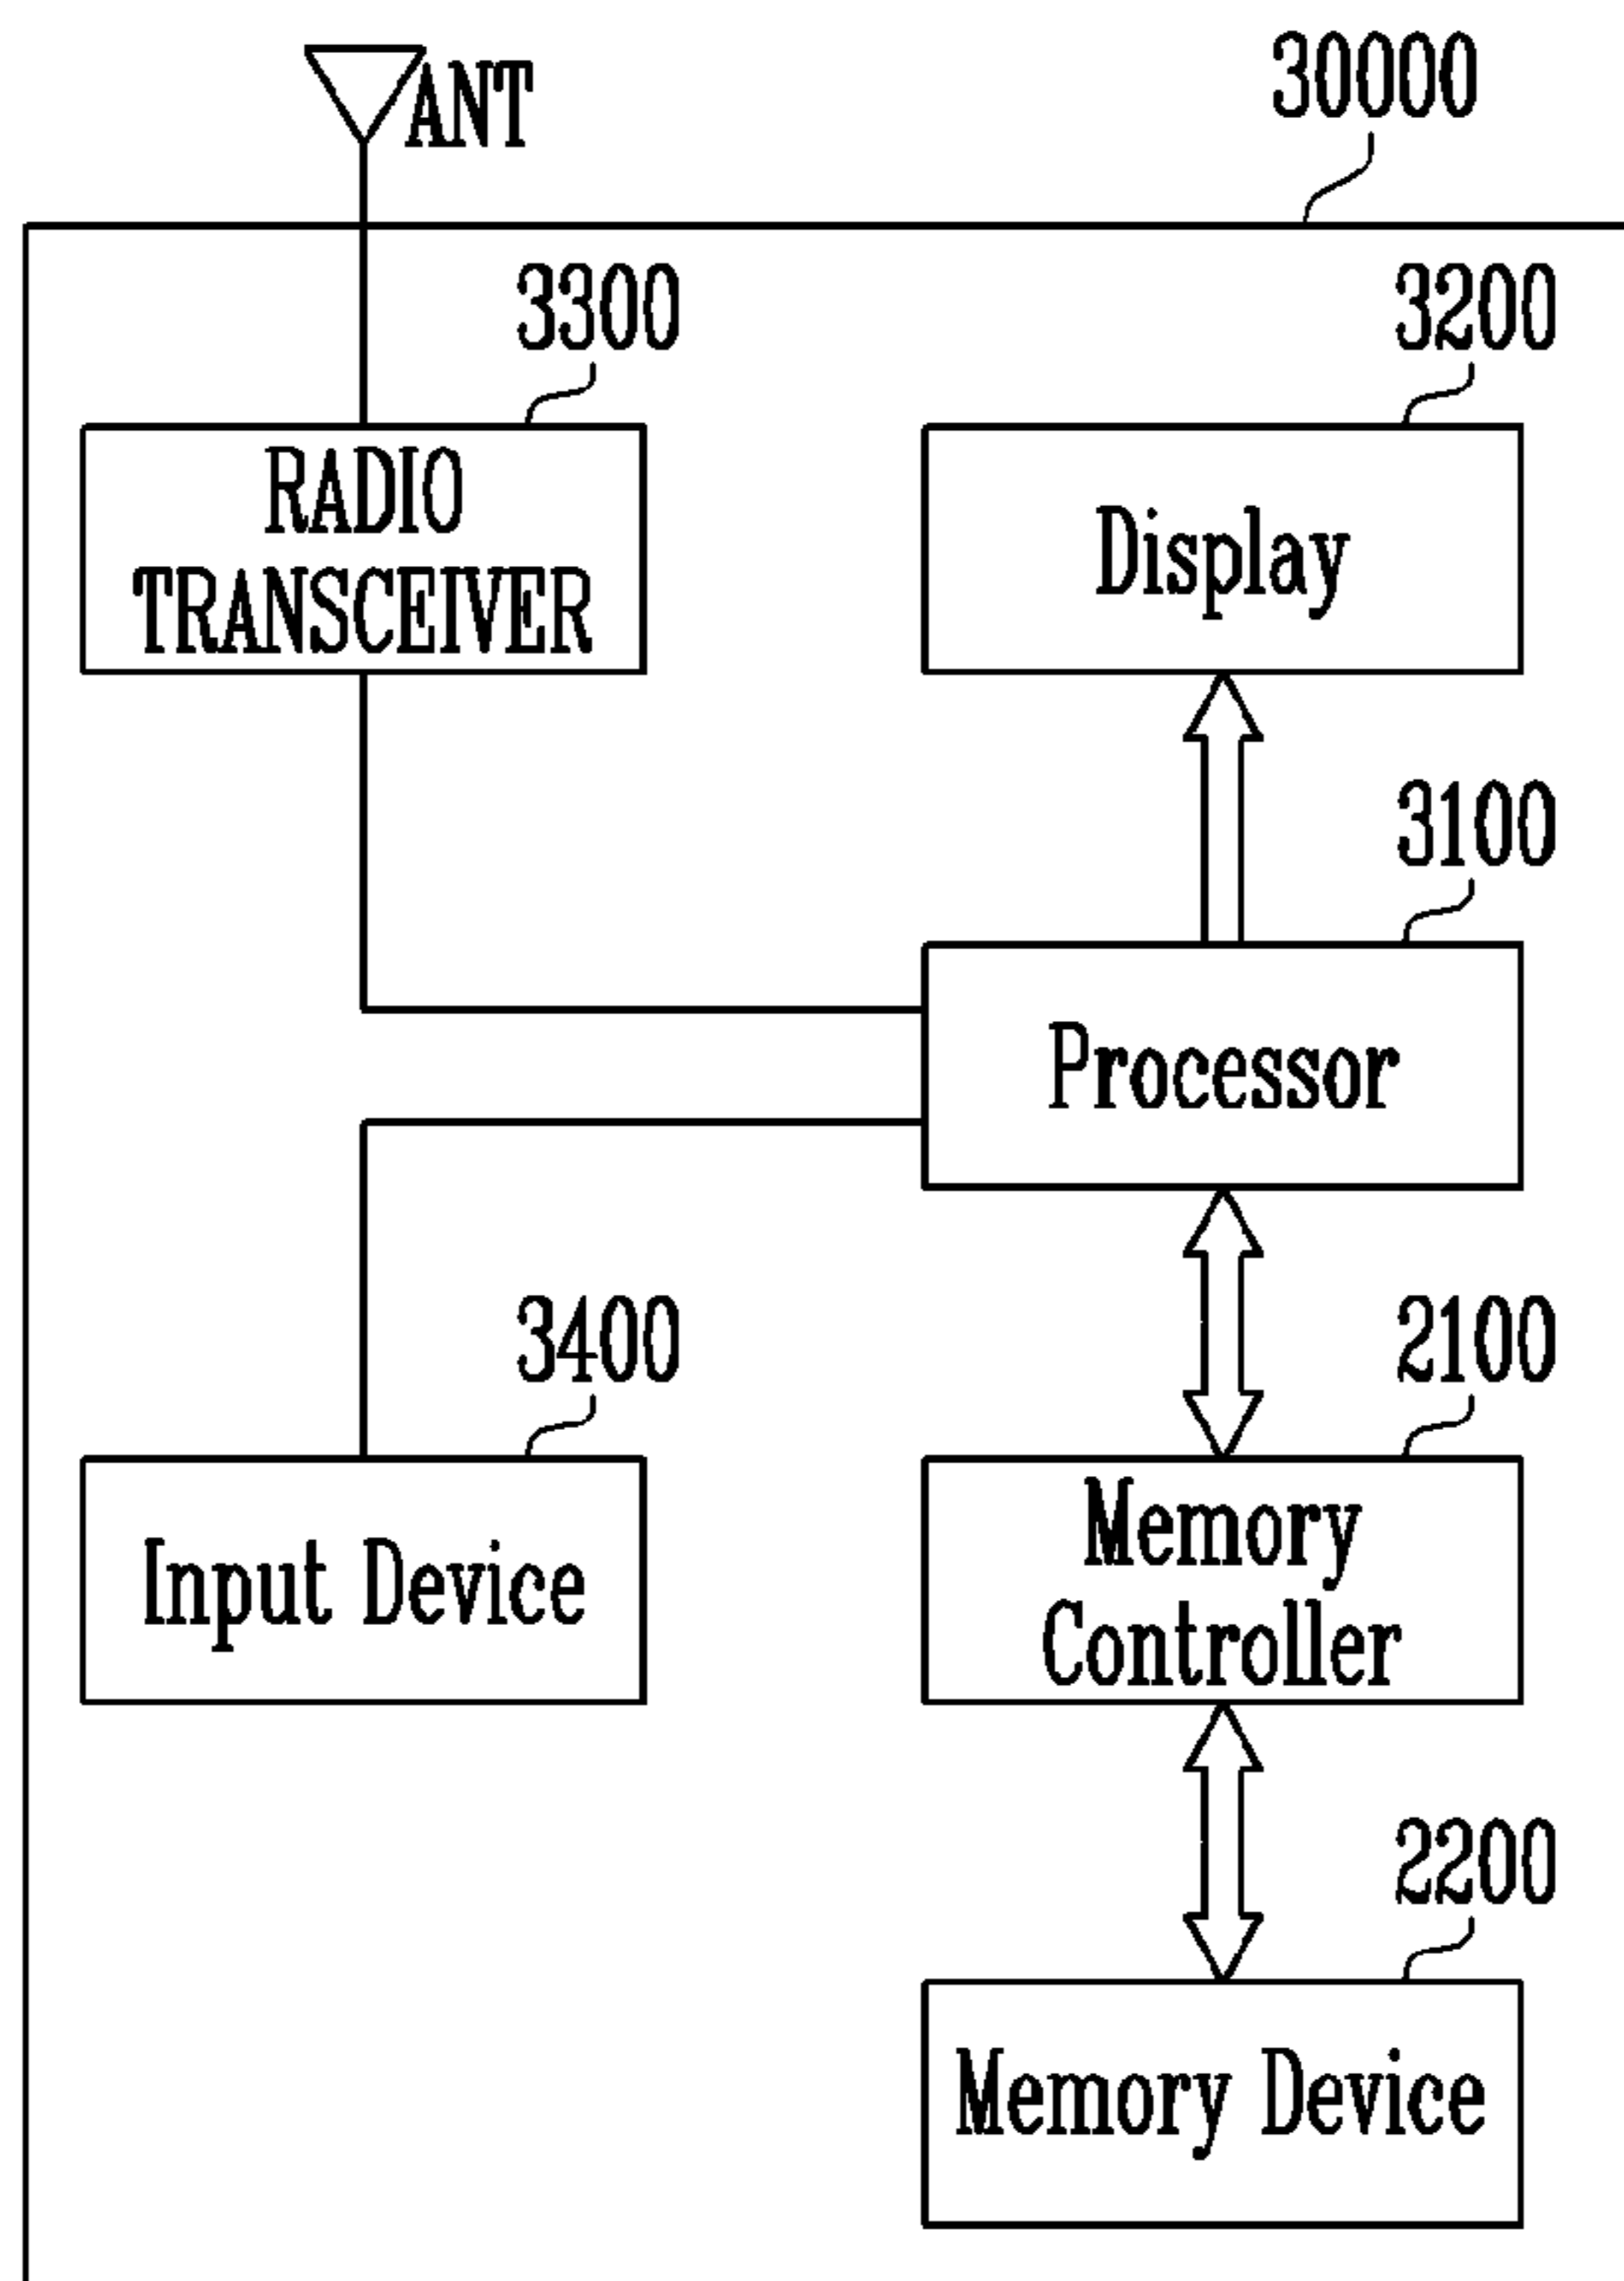 ANT
30000
3300
3200
RADIO
TRANSCEIVER
Display
3100
Processor
3400
2100
Input Device
Memory
Controller
2200
Memory Device